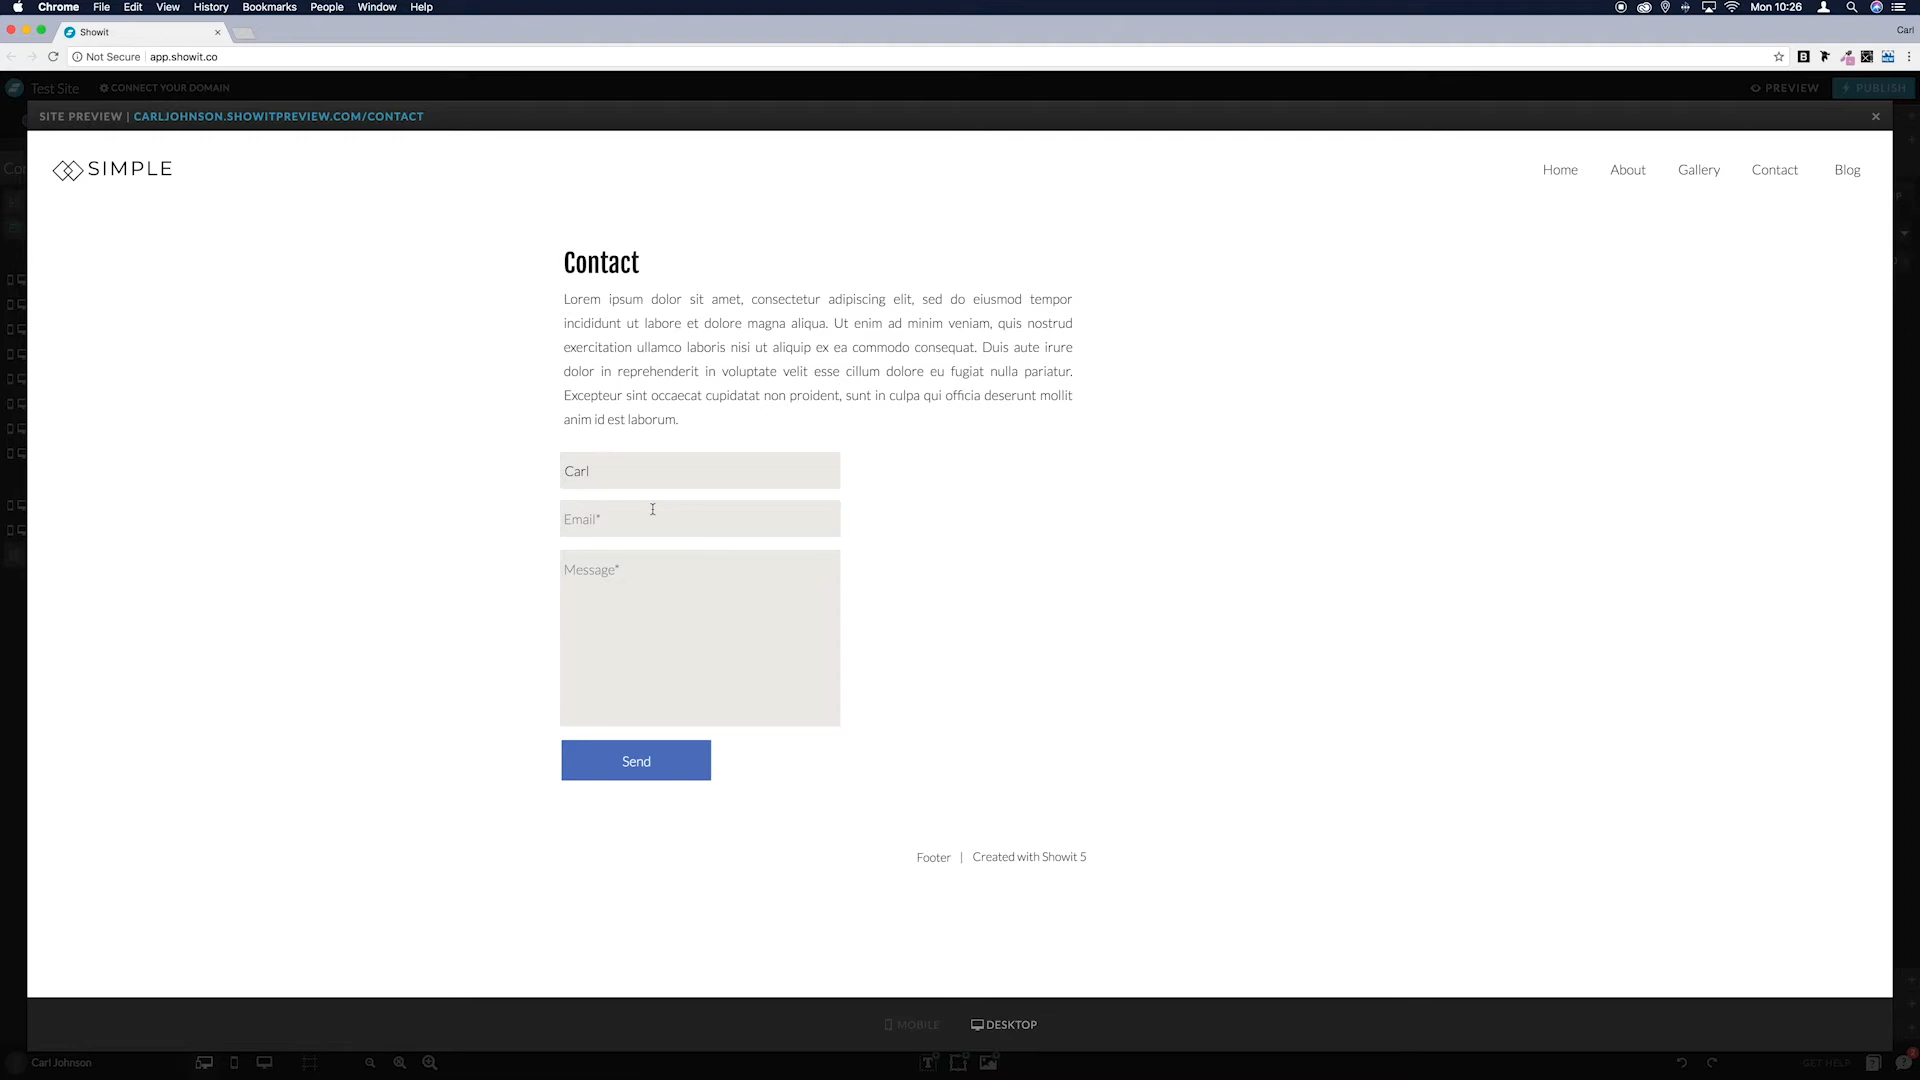 Chrome File Edit View History Bookmarks People Window Help Mon 10:26
Showit Carl
Not Secure app.showit.co
Test Site CONNECT YOUR DOMAIN PREVIEW PUBLISH
SITE PREVIEW | CARLJOHNSON.SHOWITPREVIEW.COM/CONTACT
SIMPLE
Home About Gallery Contact Blog
Contact
Lorem ipsum dolor sit amet, consectetur adipiscing elit, sed do eiusmod tempor
incididunt ut labore et dolore magna aliqua. Ut enim ad minim veniam, quis nostrud
exercitation ullamco laboris nisi ut aliquip ex ea commodo consequat. Duis aute irure
dolor in reprehenderit in voluptate velit esse cillum dolore eu fugiat nulla pariatur.
Excepteur sint occaecat cupidatat non proident, sunt in culpa qui officia deserunt mollit
anim id est laborum.
Carl
Email*
Message*
Send
Footer | Created with Showit 5
MOBILE DESKTOP
Carl Johnson GET HELP